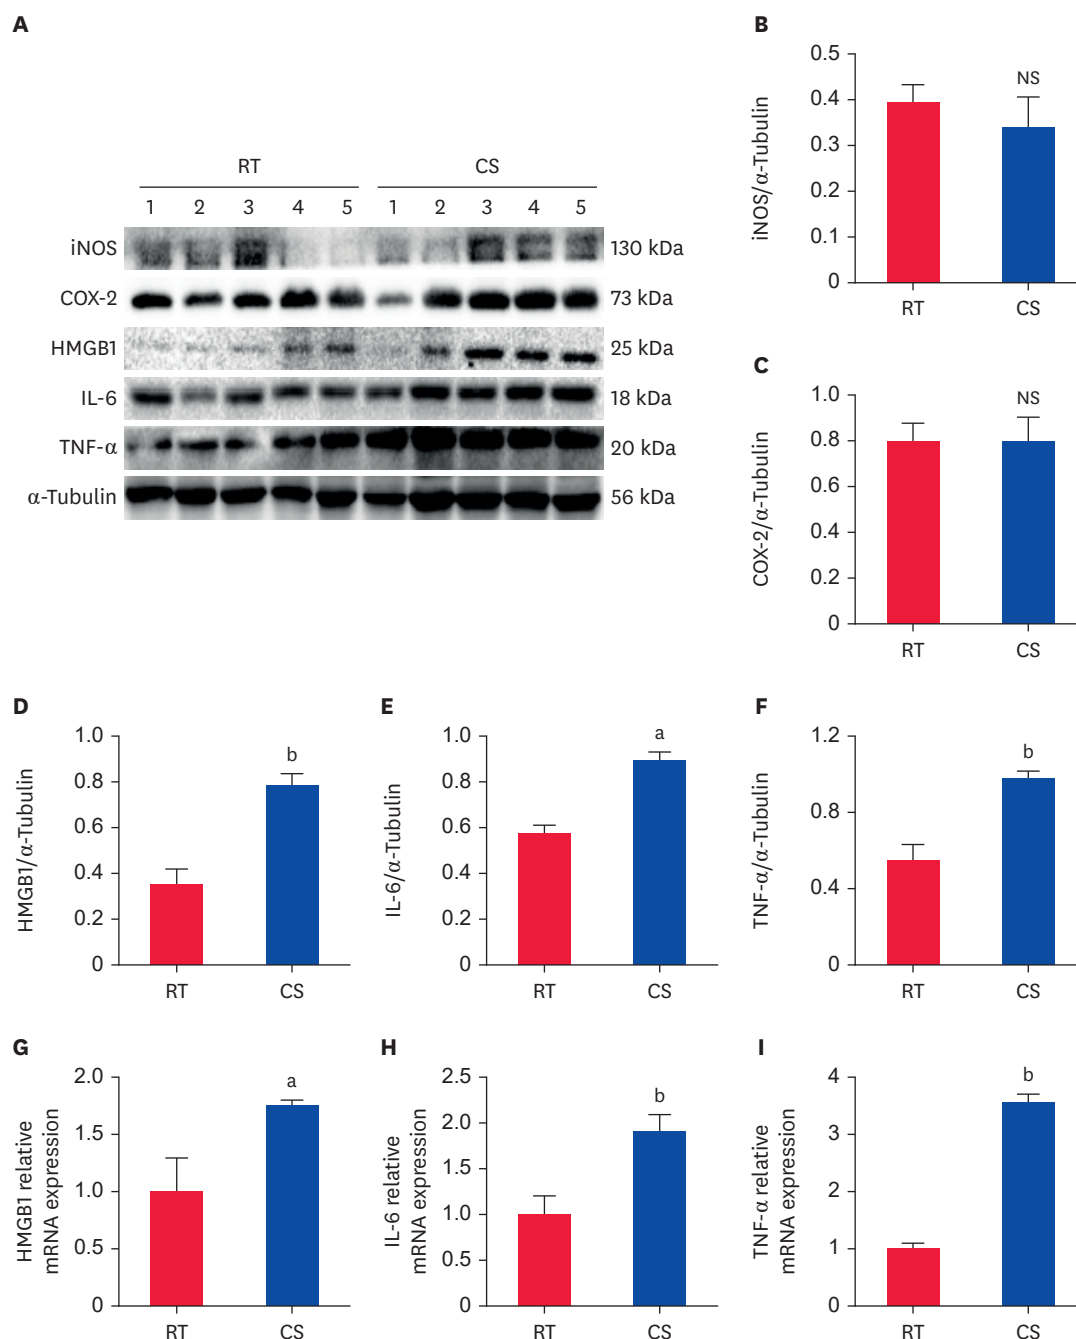 A
RT CS
1 2 3 4 5 1 2 3 4 5
iNOS 130 kDa
COX-2 73 kDa
HMGB1 25 kDa
IL-6 18 kDa
TNF-α 20 kDa
α-Tubulin 56 kDa
B
iNOS/α-Tubulin
0.5
0.4
0.3
0.2
0.1
0
NS
RT CS
C
COX-2/α-Tubulin
1.0
0.8
0.6
0.4
0.2
0
NS
RT CS
D
HMGB1/α-Tubulin
1.0
0.8
0.6
0.4
0.2
0
b
RT CS
E
IL-6/α-Tubulin
1.0
0.8
0.6
0.4
0.2
0
a
RT CS
F
TNF-α/α-Tubulin
1.2
0.8
0.4
0
b
RT CS
G
HMGB1 relative
mRNA expression
2.0
1.5
1.0
0.5
0
a
RT CS
H
IL-6 relative
mRNA expression
2.5
2.0
1.5
1.0
0.5
0
b
RT CS
I
TNF-α relative
mRNA expression
4
3
2
1
0
b
RT CS